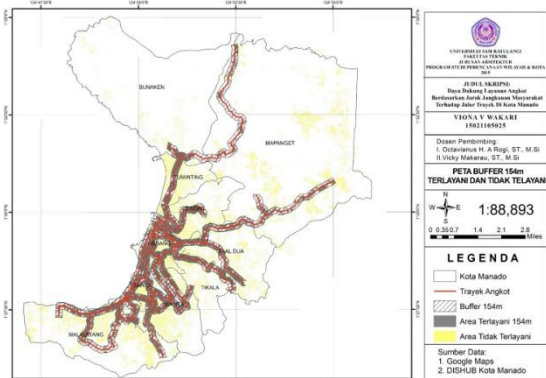 BUNAKEN
MAPANGET
TUMINTING
TIKALA
MALALAYANG
UNIVERSITAS SAM RATULANGI
FAKULTAS TEKNIK
JURUSAN ARSITEKTUR
PROGRAM STUDI PERENCANAAN WILAYAH & KOTA
2019
JUDUL SKRIPSI:
Daya Dukung Layanan Angkot
Berdasarkan Jarak Jangkauan Masyarakat
Terhadap Jalur Trayek Di Kota Manado
VIONA V WAKARI
15021105025
Dosen Pembimbing:
I. Octavianus H. A Rogi, ST., M.Si
II.Vicky Makarau, ST., M.Si
PETA BUFFER 154m
TERLAYANI DAN TIDAK TELAYANI
N
W E
S
1:88,893
0 0.35 0.7 1.4 2.1 2.8
Miles
LEGENDA
Kota Manado
Trayek Angkot
Buffer 154m
Area Terlayani 154m
Area Tidak Terlayani
Sumber Data:
1. Google Maps
2. DISHUB Kota Manado